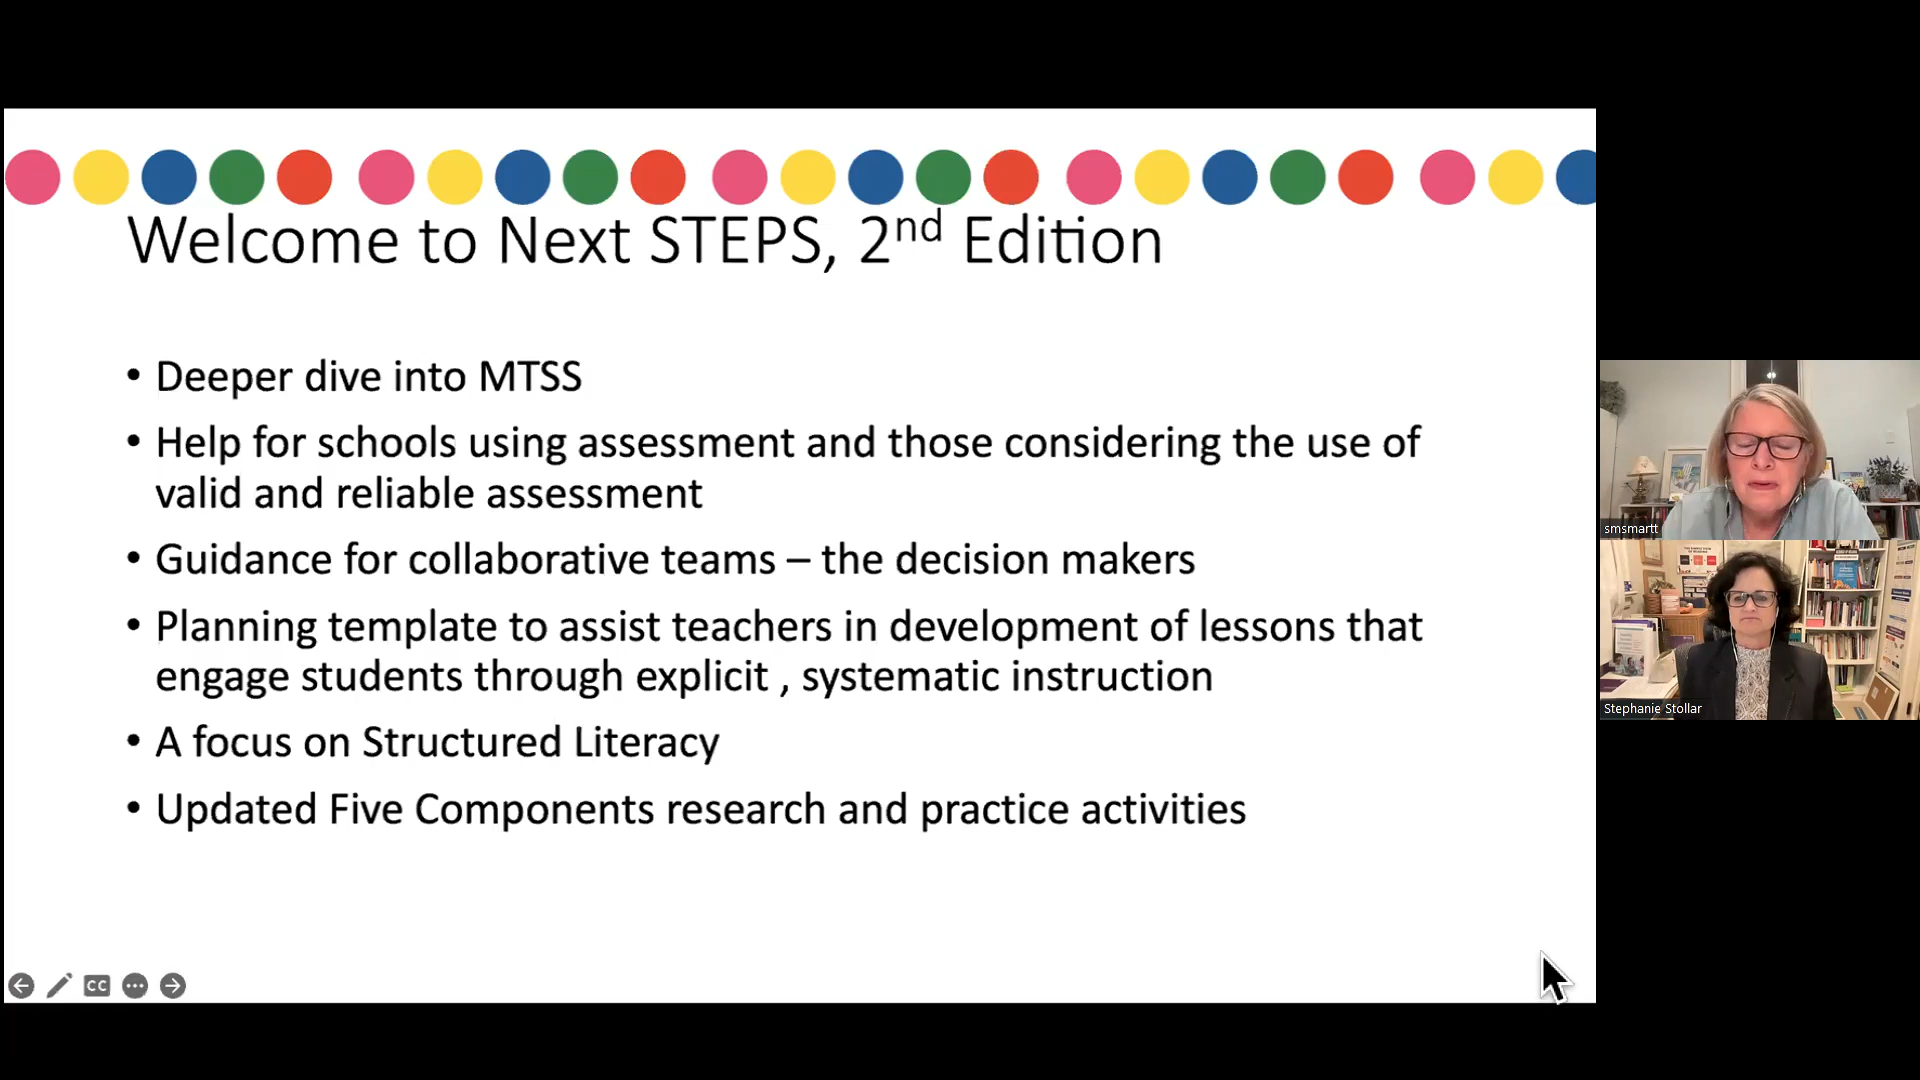 Welcome to Next STEPS, 2nd Edition
• Deeper dive into MTSS
• Help for schools using assessment and those considering the use of
valid and reliable assessment
• Guidance for collaborative teams – the decision makers
• Planning template to assist teachers in development of lessons that
engage students through explicit , systematic instruction
• A focus on Structured Literacy
• Updated Five Components research and practice activities
CC
smsmartt
Stephanie Stollar